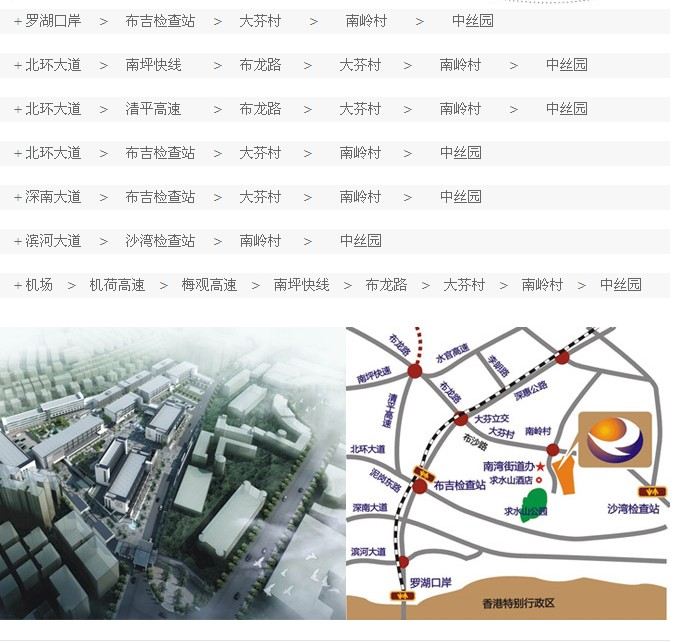 + 罗湖口岸 > 布吉检查站 > 大芬村 > 南岭村 > 中丝园
+ 北环大道 > 南坪快线 > 布龙路 > 大芬村 > 南岭村 > 中丝园
+ 北环大道 > 清平高速 > 布龙路 > 大芬村 > 南岭村 > 中丝园
+ 北环大道 > 布吉检查站 > 大芬村 > 南岭村 > 中丝园
+ 深南大道 > 布吉检查站 > 大芬村 > 南岭村 > 中丝园
+ 滨河大道 > 沙湾检查站 > 南岭村 > 中丝园
+ 机场 > 机荷高速 > 梅观高速 > 南坪快线 > 布龙路 > 大芬村 > 南岭村 > 中丝园
布龙路
水官高速
李朗路
南坪快速
布龙路
深惠公路
清平高速
大芬立交
大芬村
南岭村
布沙路
北环大道
南湾街道办
泥岗东路
布吉检查站
求水山酒店
深南大道
求水山公园
沙湾检查站
滨河大道
罗湖口岸
香港特别行政区